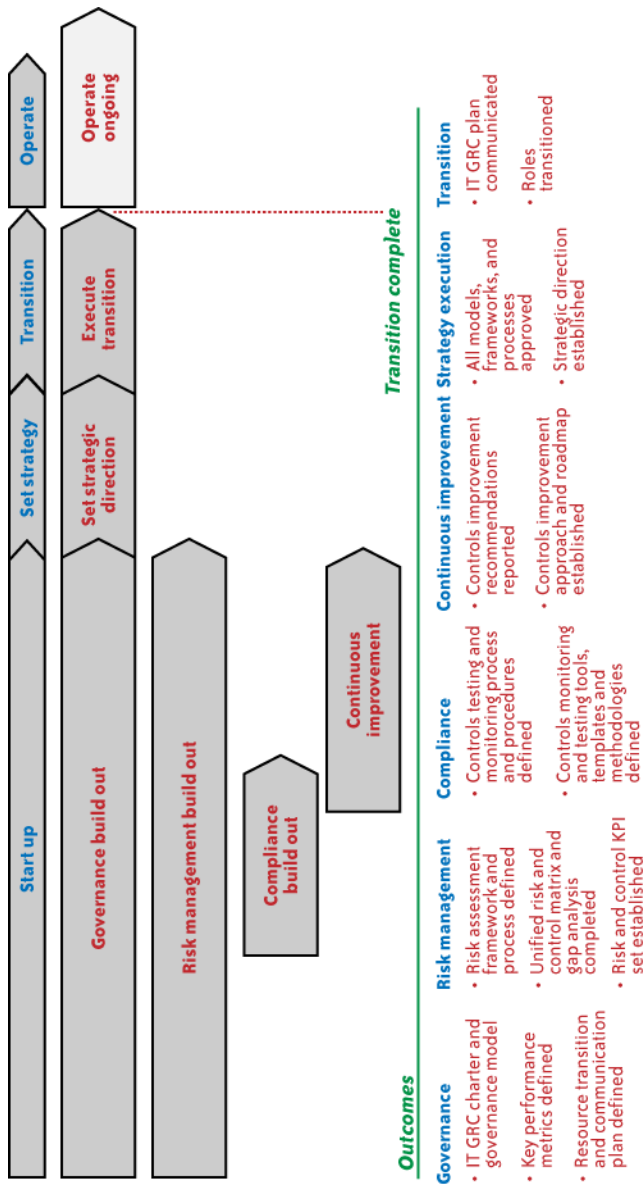 Start up
Set strategy
Transition
Operate
Governance build out
Set strategic
direction
Execute
transition
Operate
ongoing
Risk management build out
Compliance
build out
Continuous
improvement
Outcomes
Transition complete
Governance
• IT GRC charter and
governance model
• Key performance
metrics defined
• Resource transition
and communication
plan defined
Risk management
• Risk assessment
framework and
process defined
• Unified risk and
control matrix and
gap analysis
completed
• Risk and control KPI
set established
Compliance
• Controls testing and
monitoring process
and procedures
defined
• Controls monitoring
and testing tools,
templates and
methodologies
defined
Continuous improvement
• Controls improvement
recommendations
reported
• Controls improvement
approach and roadmap
established
Strategy execution
• All models,
frameworks, and
processes
approved
• Strategic direction
established
Transition
• IT GRC plan
communicated
• Roles
transitioned